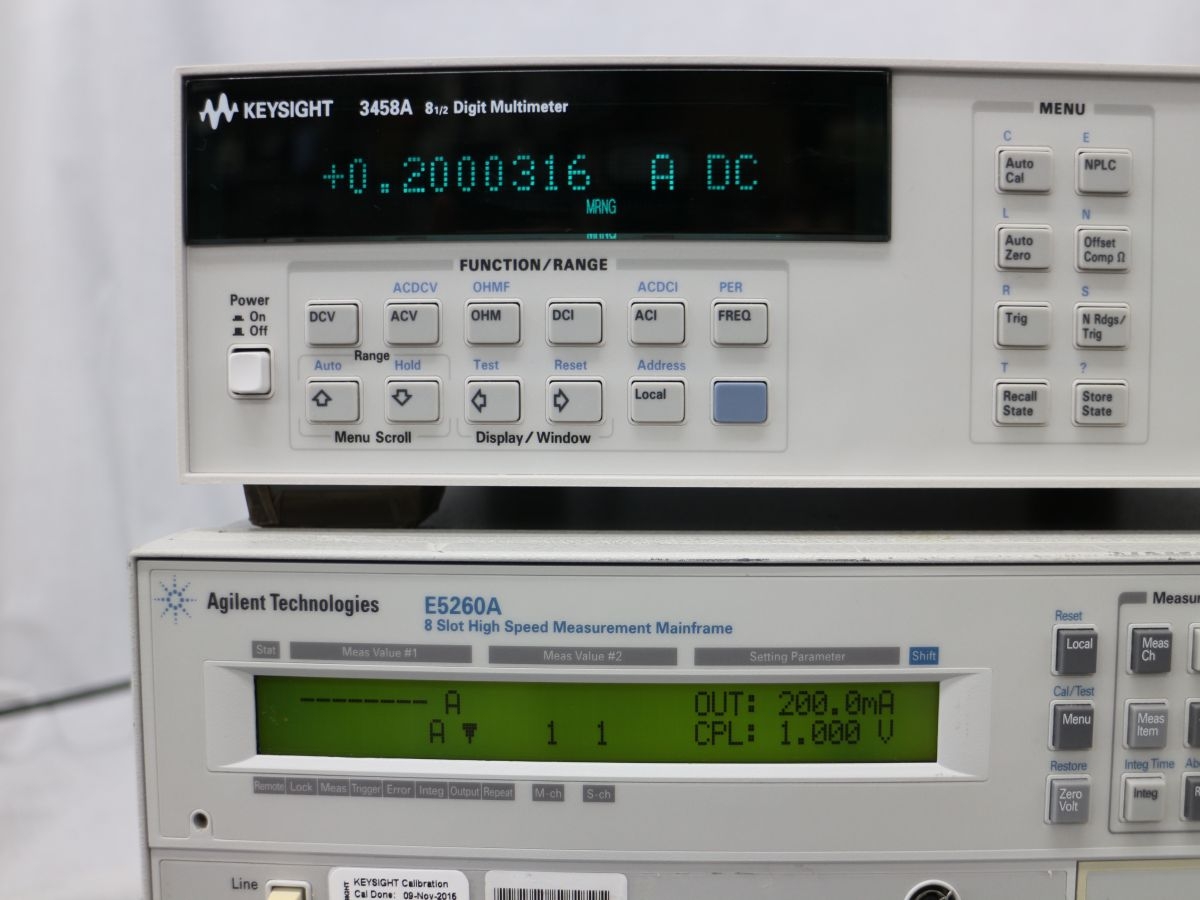 KEYSIGHT 3458A 8 1/2 Digit Multimeter
+0.2000316 A DC
MRNG
MENU
C E
Auto Cal NPLC
L N
Auto Zero Offset Comp Ω
R S
Trig N Rdgs/ Trig
T ?
Recall State Store State
FUNCTION/RANGE
Power
On
Off
ACDCV OHMF ACDCI PER
DCV ACV OHM DCI ACI FREQ
Range
Auto Hold Test Reset Address
Local
Menu Scroll Display/Window
Agilent Technologies E5260A
8 Slot High Speed Measurement Mainframe
Stat Meas Value #1 Meas Value #2 Setting Parameter Shift
-------- A OUT: 200.0mA
A 1 1 CPL: 1.000 V
Remote Lock Meas Trigger Error Integ Output Repeat M-ch S-ch
Reset
Local Meas Ch
Cal/Test
Menu Meas Item
Restore Integ Time
Zero Volt Integ
Line
KEYSIGHT Calibration
Cal Done: 09-Nov-2016